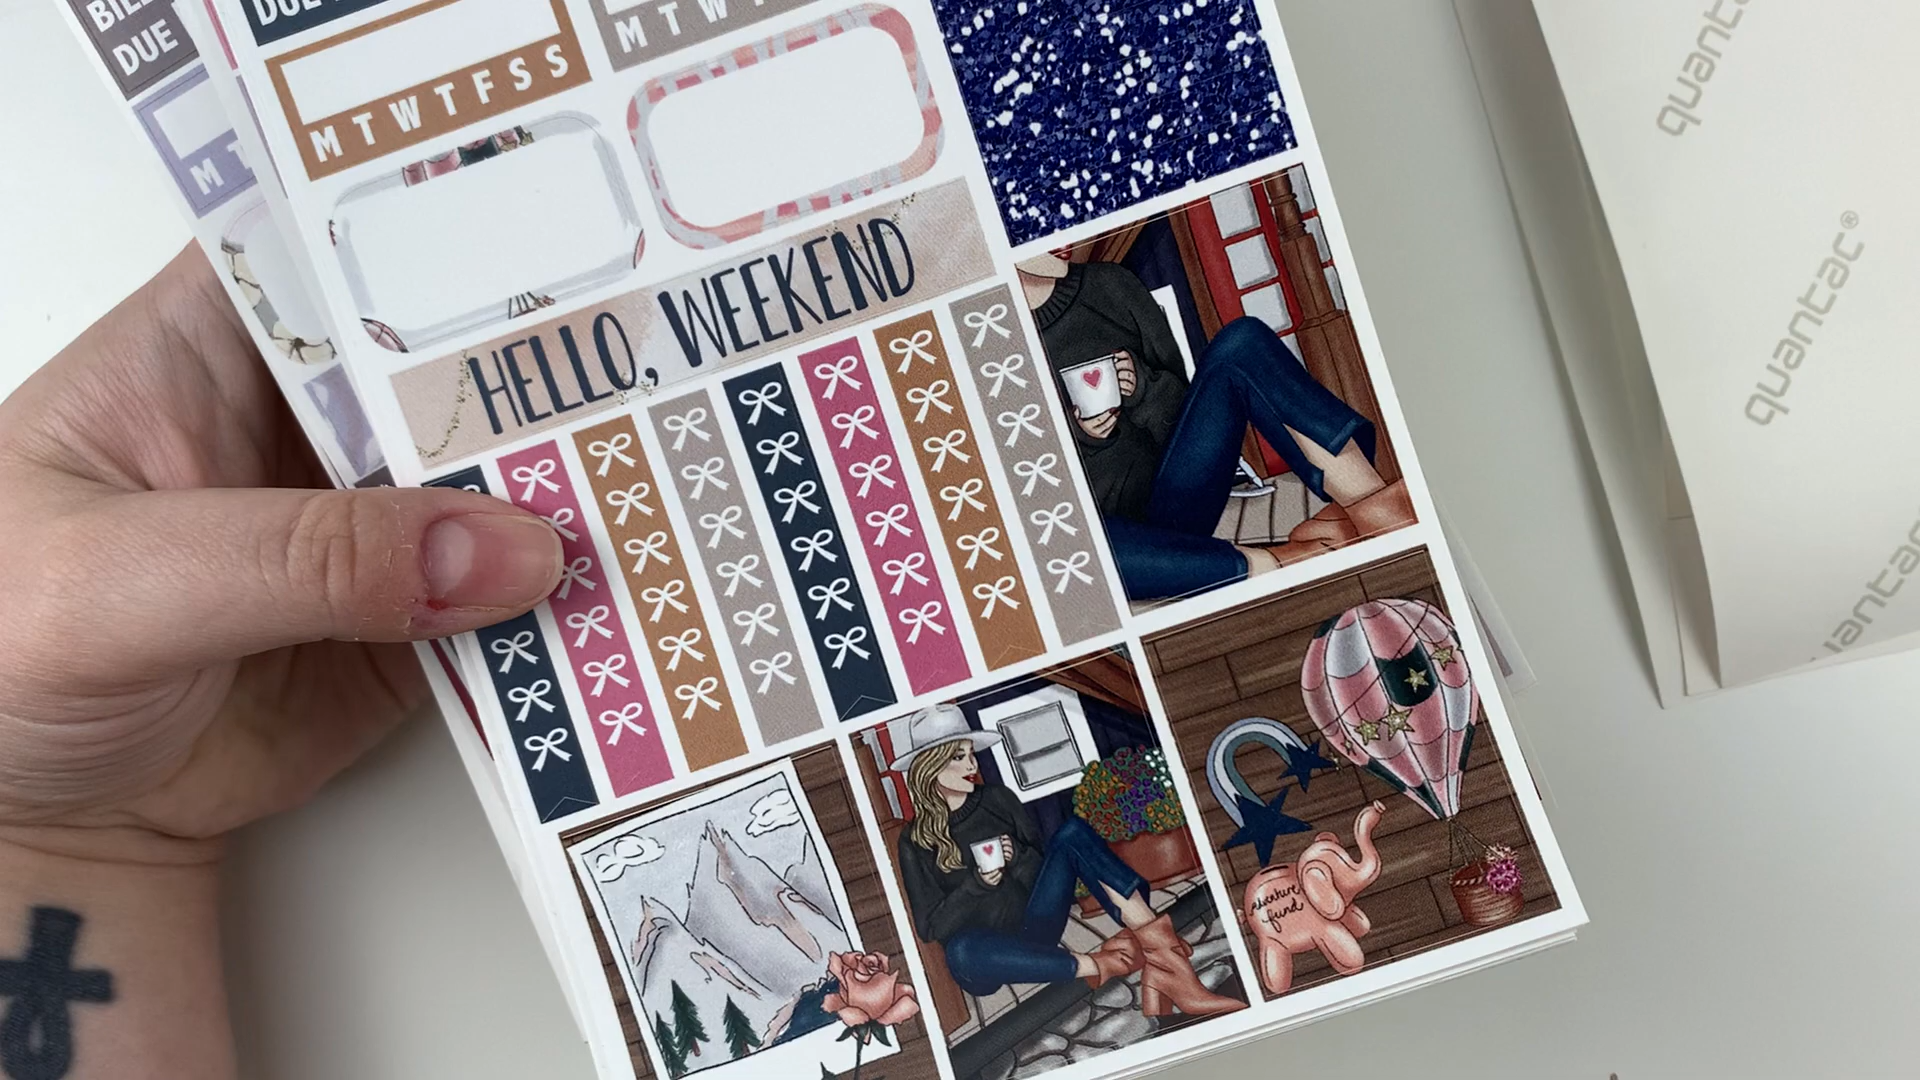 BILL
DUE
M T
DUE
M T W T F S S
M T W
HELLO, WEEKEND
adventure
fund
quantac
quantac®
quantac